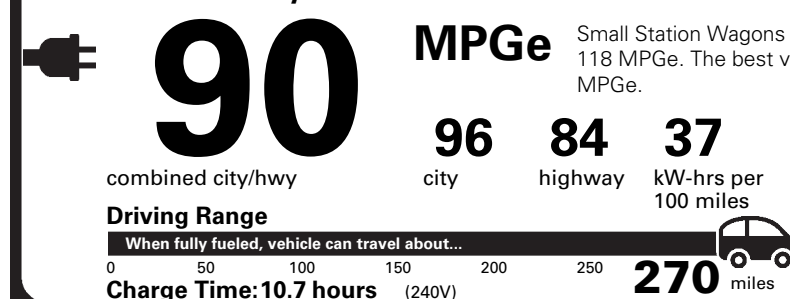 90 MPGe
Small Station Wagons
118 MPGe. The best
MPGe.
96 84 37
combined city/hwy city highway kW-hrs per
100 miles
Driving Range
When fully fueled, vehicle can travel about...
0 50 100 150 200 250 270 miles
Charge Time: 10.7 hours (240V)